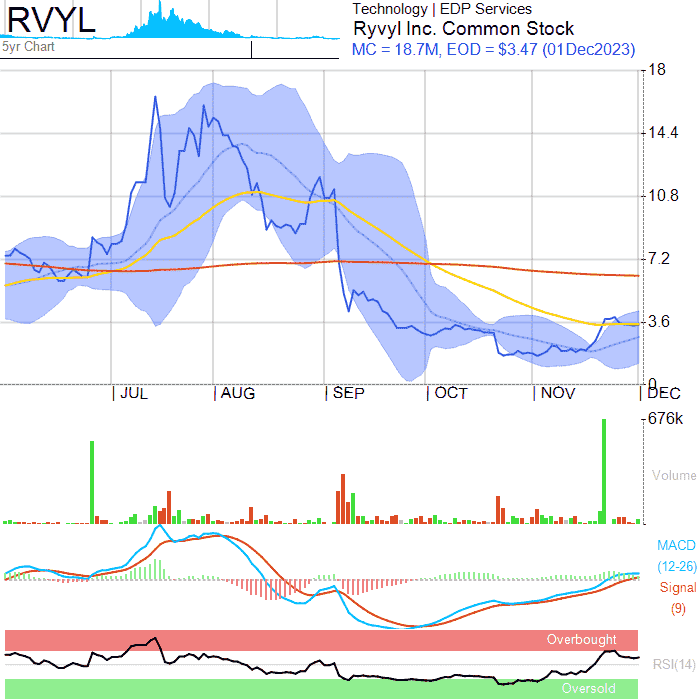 RVYL
5yr Chart
Technology | EDP Services
Ryvyl Inc. Common Stock
MC = 18.7M, EOD = $3.47 (01Dec2023)
18
14.4
10.8
7.2
3.6
0
JUL AUG SEP OCT NOV DEC
676k
Volume
MACD
(12-26)
Signal
(9)
Overbought
RSI(14)
Oversold